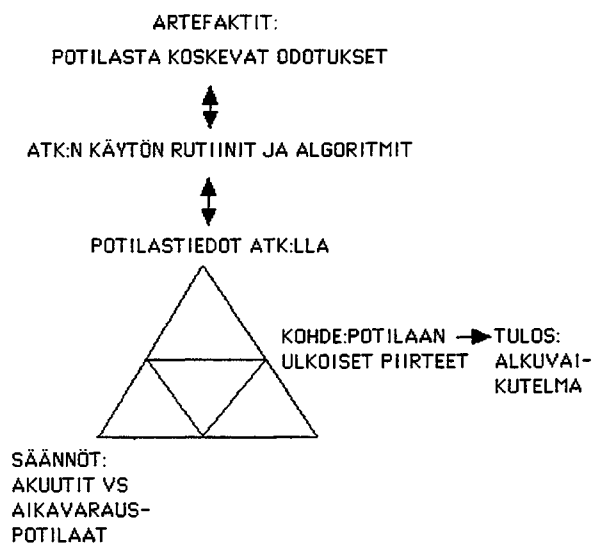 ARTEFAKTIT:
POTILASTA KOSKEVAT ODOTUKSET
ATK:N KÄYTÖN RUTIINIT JA ALGORITMIT
POTILASTIEDOT ATK:LLA
KOHDE:POTILAAN
ULKOISET PIIRTEET
TULOS:
ALKUVAI-
KUTELMA
SÄÄNNÖT:
AKUUTIT VS
AIKAVARAUS-
POTILAAT